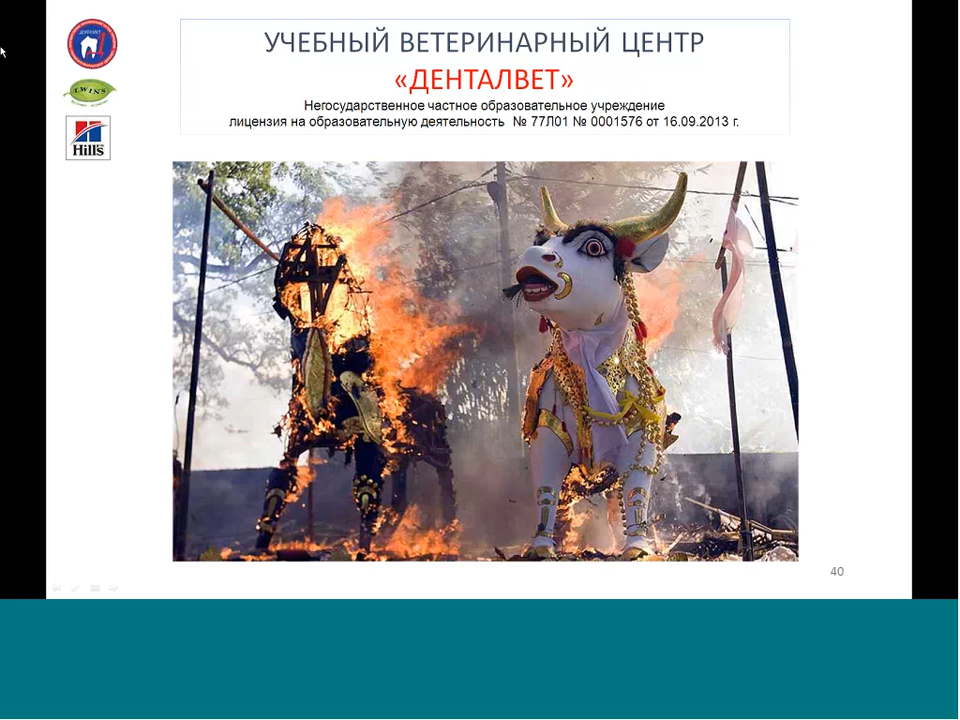 УЧЕБНЫЙ ВЕТЕРИНАРНЫЙ ЦЕНТР
«ДЕНТАЛВЕТ»
Негосударственное частное образовательное учреждение
лицензия на образовательную деятельность № 77Л01 № 0001576 от 16.09.2013 г.
TWINS
Hill's
40